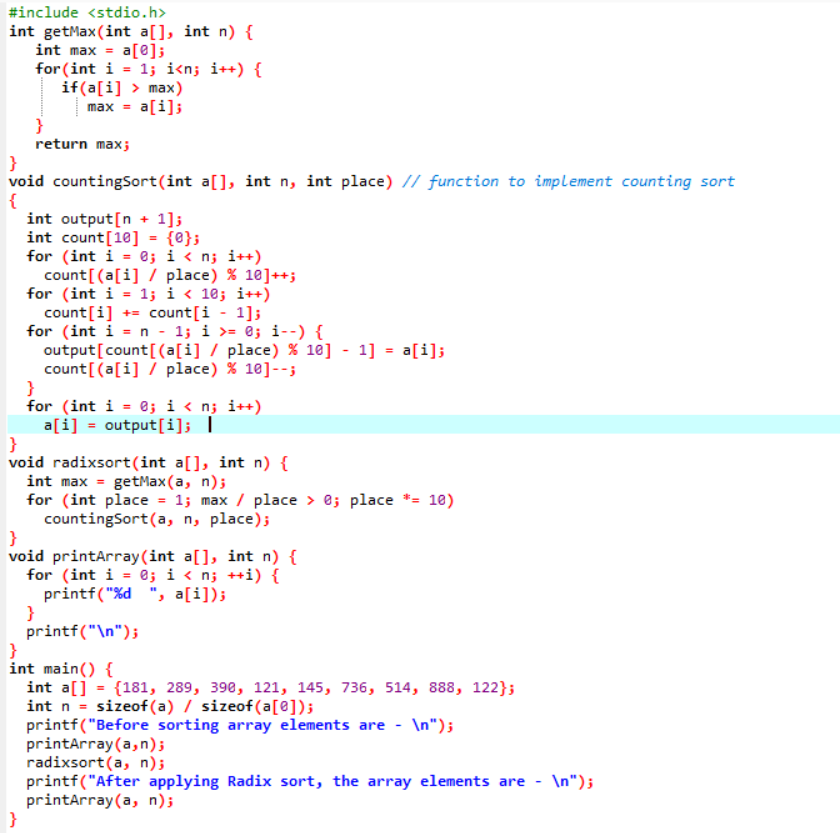 #include <stdio.h>
int getMax(int a[], int n) {
   int max = a[0];
   for(int i = 1; i<n; i++) {
      if(a[i] > max)
         max = a[i];
   }
   return max;
}
void countingSort(int a[], int n, int place) // function to implement counting sort
{
  int output[n + 1];
  int count[10] = {0};
  for (int i = 0; i < n; i++)
    count[(a[i] / place) % 10]++;
  for (int i = 1; i < 10; i++)
    count[i] += count[i - 1];
  for (int i = n - 1; i >= 0; i--) {
    output[count[(a[i] / place) % 10] - 1] = a[i];
    count[(a[i] / place) % 10]--;
  }
  for (int i = 0; i < n; i++)
    a[i] = output[i];
}
void radixsort(int a[], int n) {
  int max = getMax(a, n);
  for (int place = 1; max / place > 0; place *= 10)
    countingSort(a, n, place);
}
void printArray(int a[], int n) {
  for (int i = 0; i < n; ++i) {
    printf("%d  ", a[i]);
  }
  printf("\n");
}
int main() {
  int a[] = {181, 289, 390, 121, 145, 736, 514, 888, 122};
  int n = sizeof(a) / sizeof(a[0]);
  printf("Before sorting array elements are - \n");
  printArray(a,n);
  radixsort(a, n);
  printf("After applying Radix sort, the array elements are - \n");
  printArray(a, n);
}